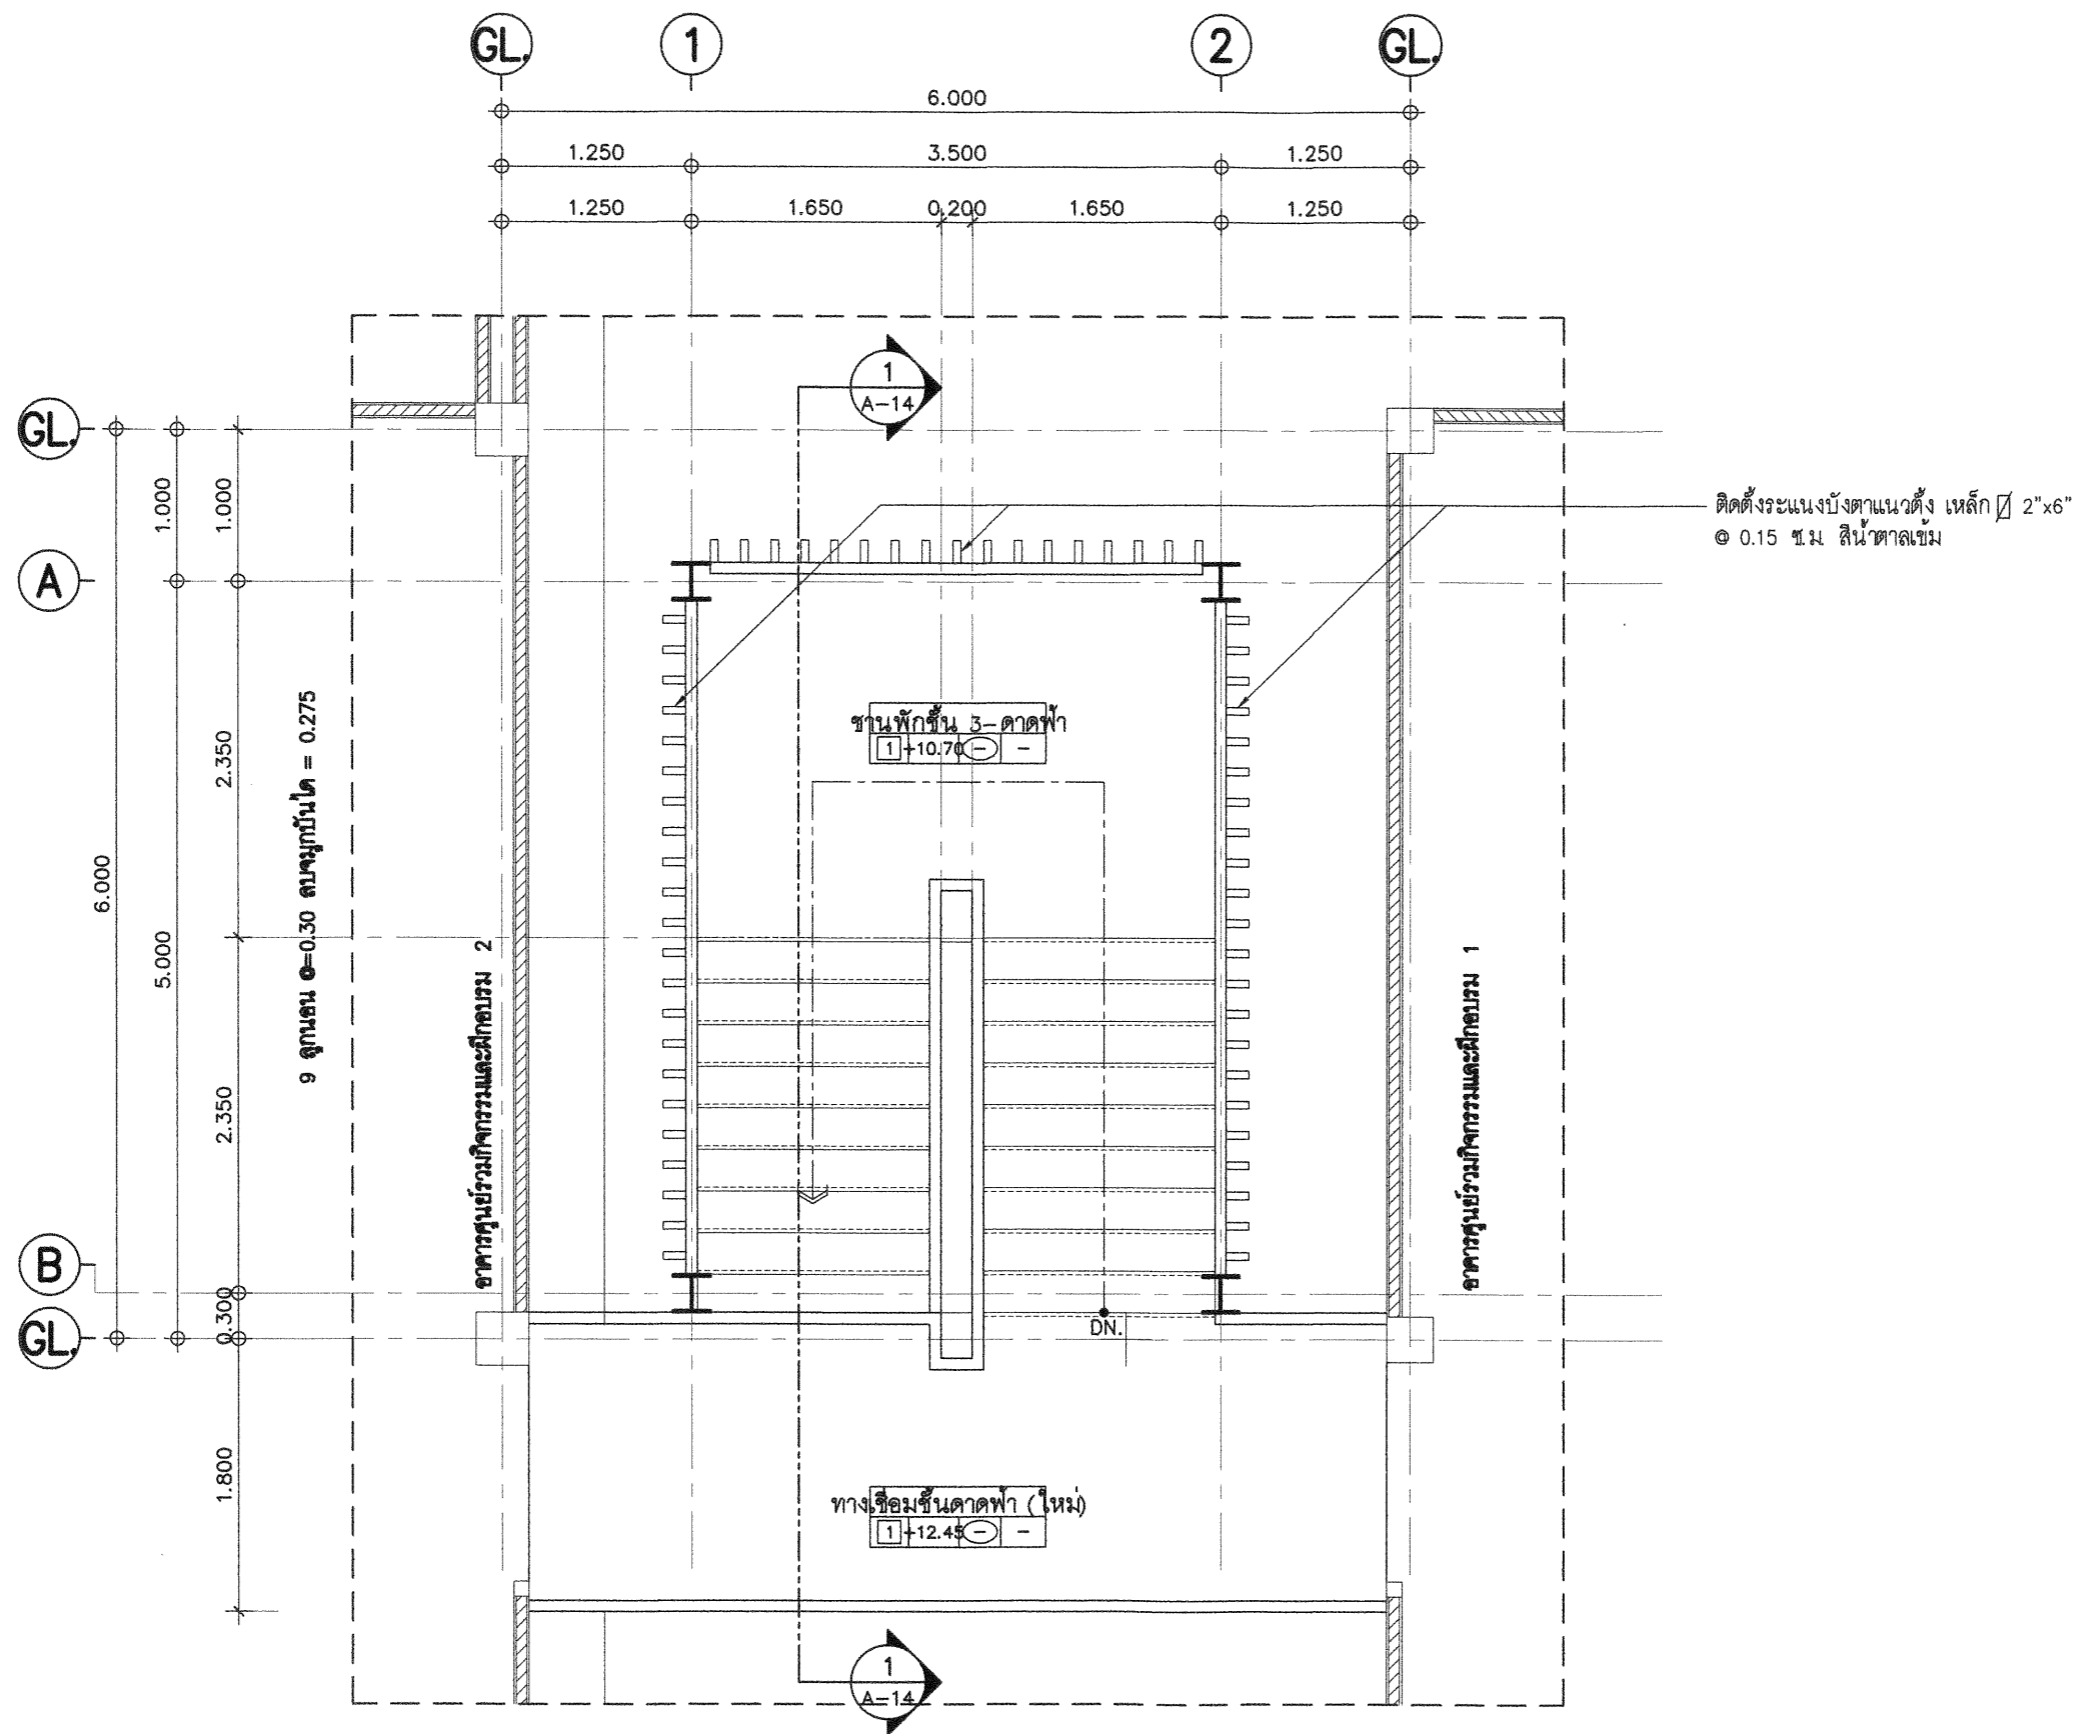 GL.
1
2
GL.
6.000
1.250
3.500
1.250
1.250
1.650
0.200
1.650
1.250
1
A-14
GL.
1.000
1.000
ติดตั้งระแนงบังตาแนวตั้ง เหล็ก 2"x6"
@ 0.15 ซ.ม. สีน้ำตาลเข้ม
A
9 ลูกนอน @=0.30 ลบจมูกบันได = 0.275
2.350
ชานพักชั้น 3-ดาดฟ้า
1 +10.70 - -
6.000
5.000
อาคารศูนย์รวมกิจกรรมและฝึกอบรม 2
อาคารศูนย์รวมกิจกรรมและฝึกอบรม 1
2.350
B
0.300
GL.
DN.
1.800
ทางเชื่อมชั้นดาดฟ้า (ใหม่)
1 +12.45 - -
1
A-14